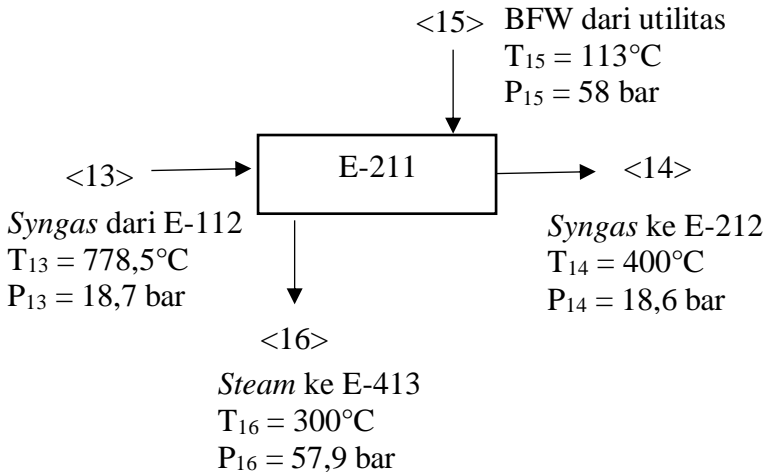 <15>
BFW dari utilitas
T15 = 113°C
P15 = 58 bar
E-211
<13>
Syngas dari E-112
T13 = 778,5°C
P13 = 18,7 bar
<14>
Syngas ke E-212
T14 = 400°C
P14 = 18,6 bar
<16>
Steam ke E-413
T16 = 300°C
P16 = 57,9 bar